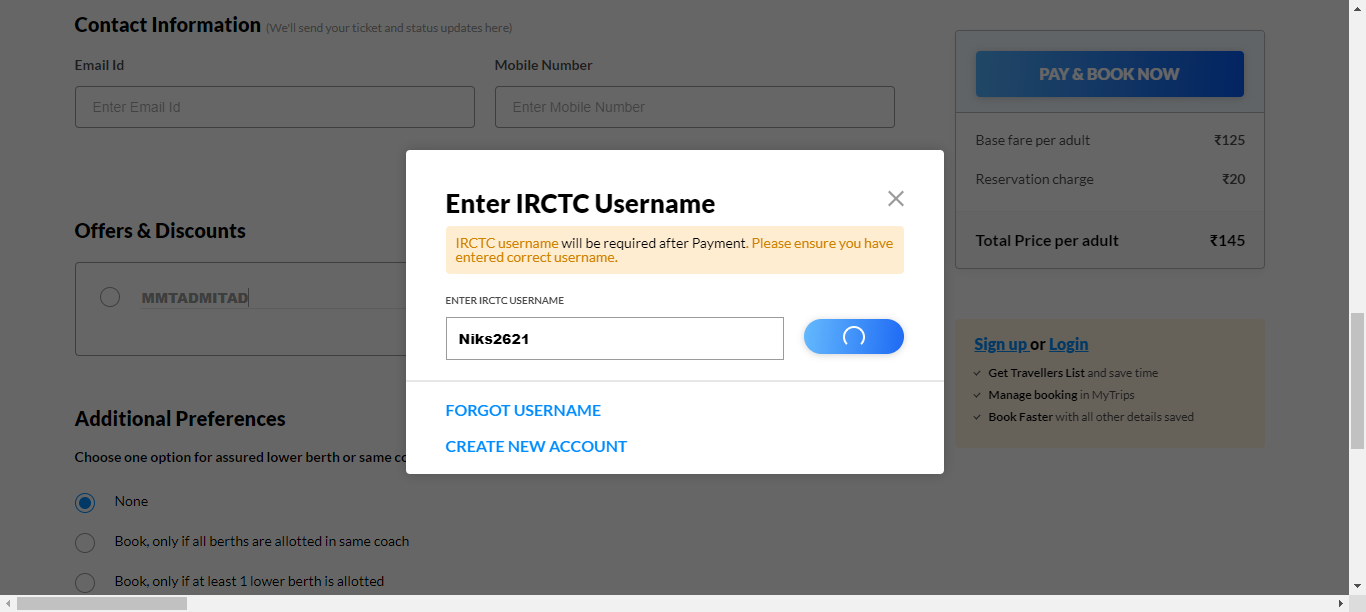 Contact Information (We'll send your ticket and status updates here)
Email Id
Mobile Number
Enter Email Id
Enter Mobile Number
Offers & Discounts
MMTADMITAD
Additional Preferences
Choose one option for assured lower berth or same co
None
Book, only if all berths are allotted in same coach
Book, only if at least 1 lower berth is allotted
Enter IRCTC Username
IRCTC username will be required after Payment. Please ensure you have
entered correct username.
ENTER IRCTC USERNAME
Niks2621
FORGOT USERNAME
CREATE NEW ACCOUNT
PAY & BOOK NOW
Base fare per adult ₹125
Reservation charge ₹20
Total Price per adult ₹145
Sign up or Login
Get Travellers List and save time
Manage booking in MyTrips
Book Faster with all other details saved